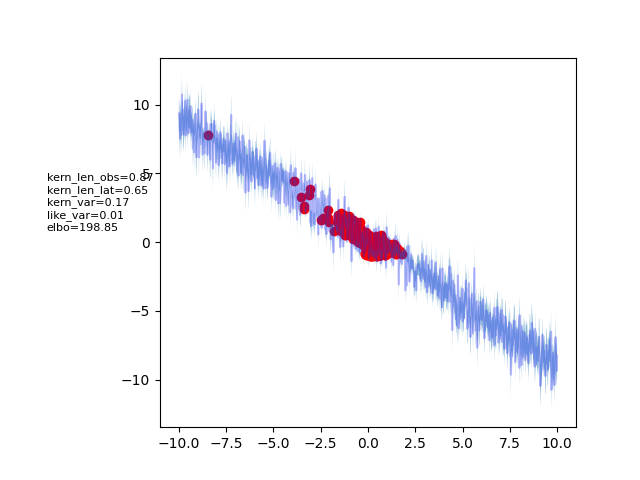 10
5
kern_len_obs=0.87
kern_len_lat=0.65
kern_var=0.17
like_var=0.01
elbo=198.85
0
−5
−10
−10.0 −7.5 −5.0 −2.5 0.0 2.5 5.0 7.5 10.0